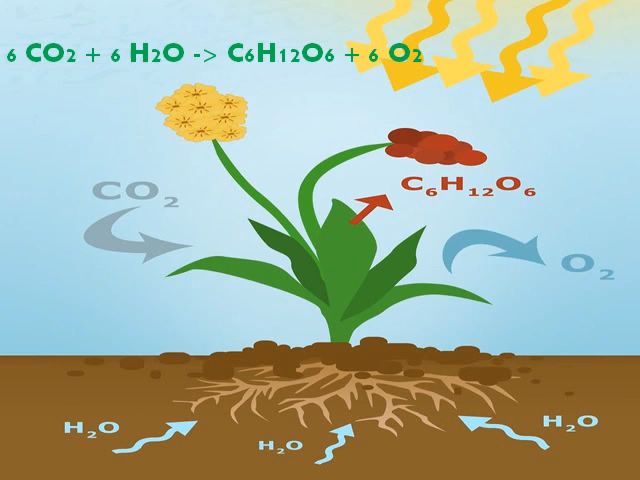 6 CO2 + 6 H2O -> C6H12O6 + 6 O2
CO₂
C₆H₁₂O₆
O₂
H₂O
H₂O
H₂O